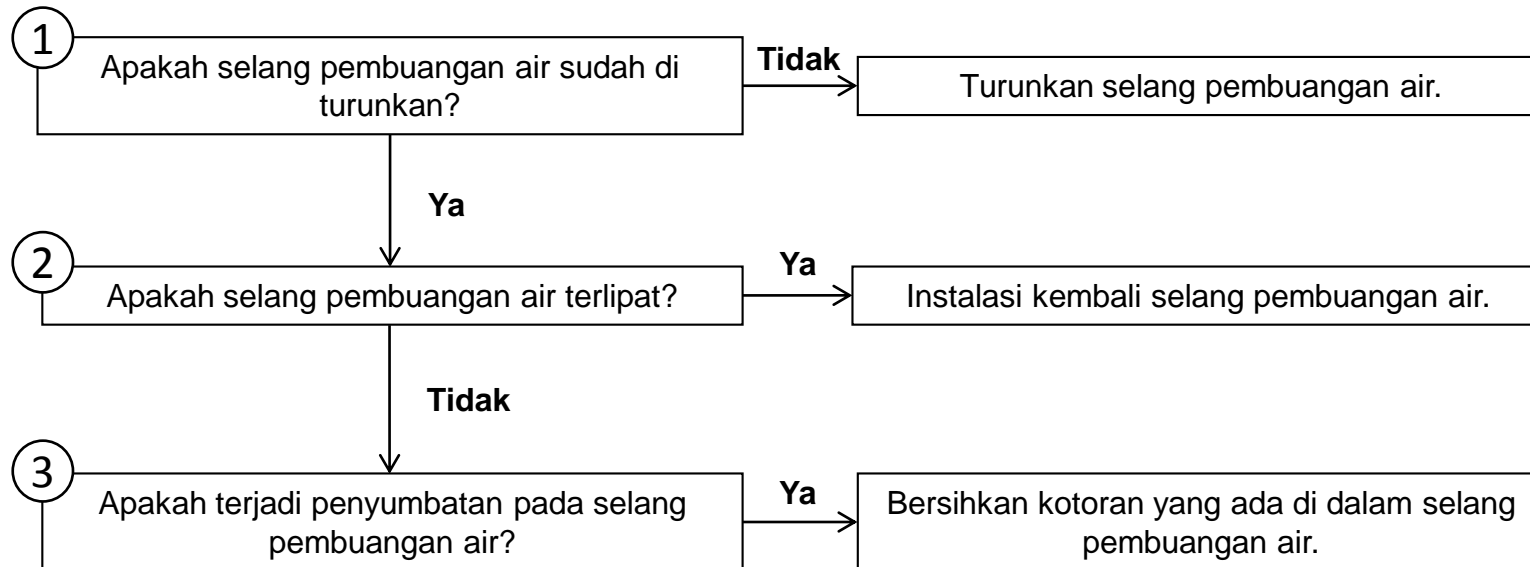 1
Apakah selang pembuangan air sudah di
turunkan?
Tidak
Turunkan selang pembuangan air.
Ya
2
Apakah selang pembuangan air terlipat?
Ya
Instalasi kembali selang pembuangan air.
Tidak
3
Apakah terjadi penyumbatan pada selang
pembuangan air?
Ya
Bersihkan kotoran yang ada di dalam selang
pembuangan air.